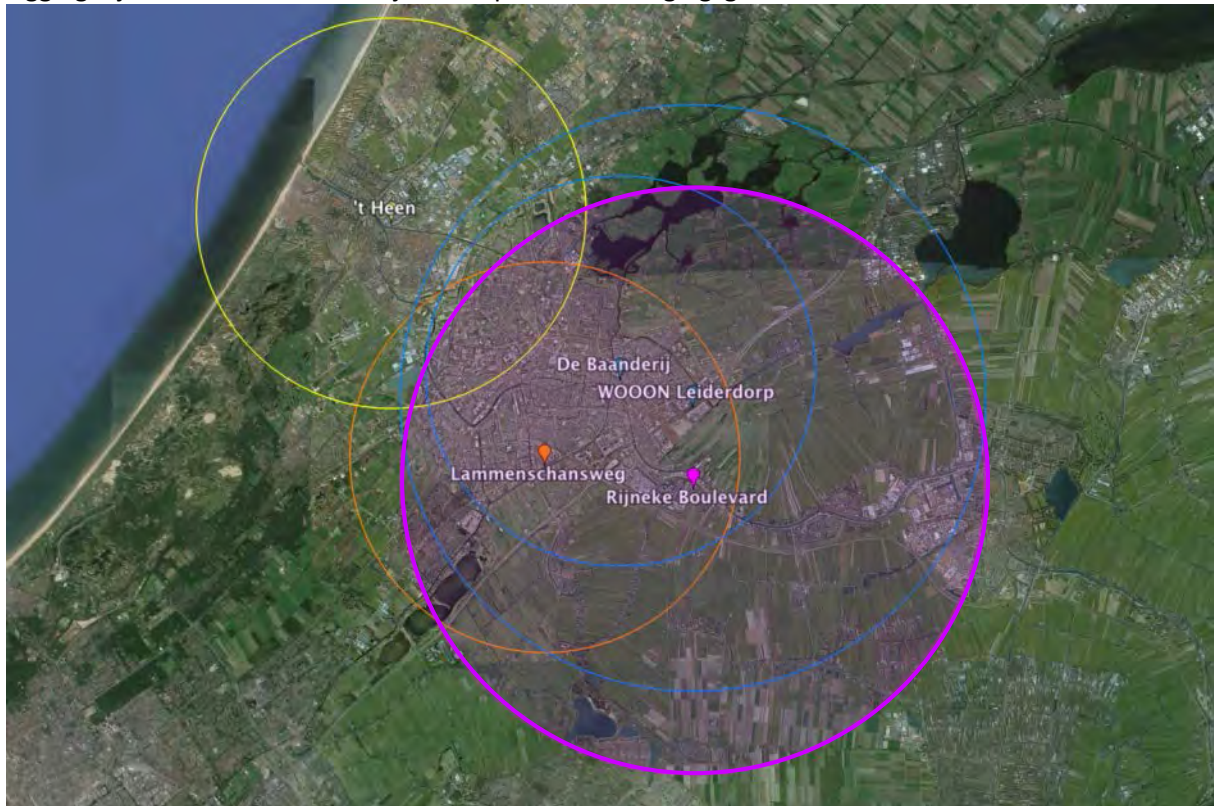 't Heen
De Baanderij
WOOON Leiderdorp
Lammenschansweg
Rijneke Boulevard